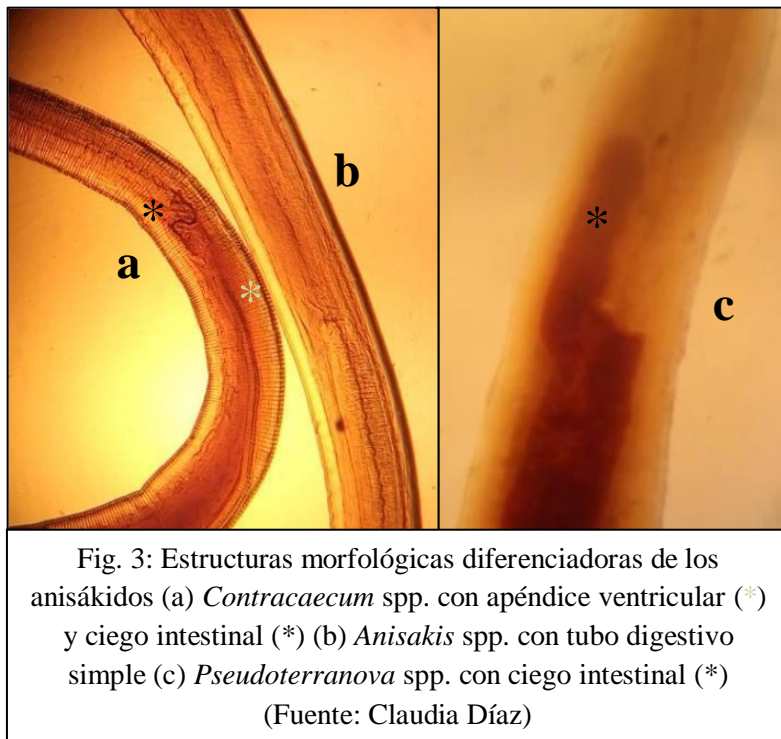 a
*
*
b
*
c
Fig. 3: Estructuras morfológicas diferenciadoras de los
anisákidos (a) Contracaecum spp. con apéndice ventricular (*)
y ciego intestinal (*) (b) Anisakis spp. con tubo digestivo
simple (c) Pseudoterranova spp. con ciego intestinal (*)
(Fuente: Claudia Díaz)